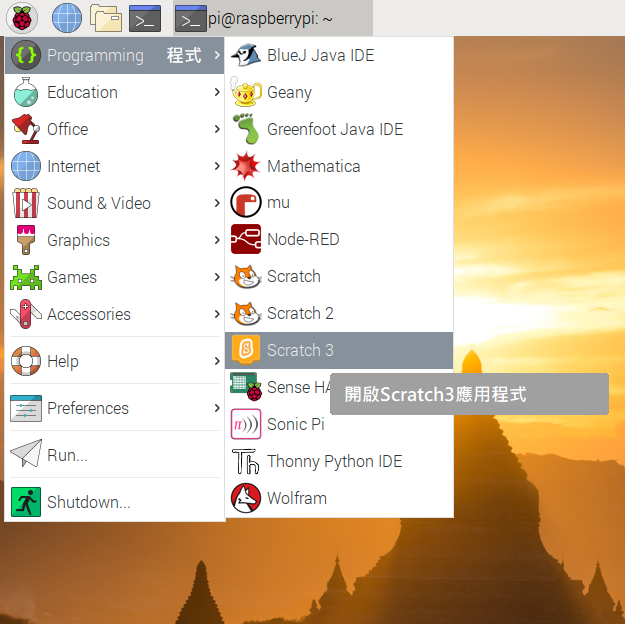 pi@raspberrypi: ~
Programming 程式
Education
Office
Internet
Sound & Video
Graphics
Games
Accessories
Help
Preferences
Run...
Shutdown...
BlueJ Java IDE
Geany
Greenfoot Java IDE
Mathematica
mu
Node-RED
Scratch
Scratch 2
Scratch 3
Sense HA
開啟Scratch3應用程式
Sonic Pi
Thonny Python IDE
Wolfram